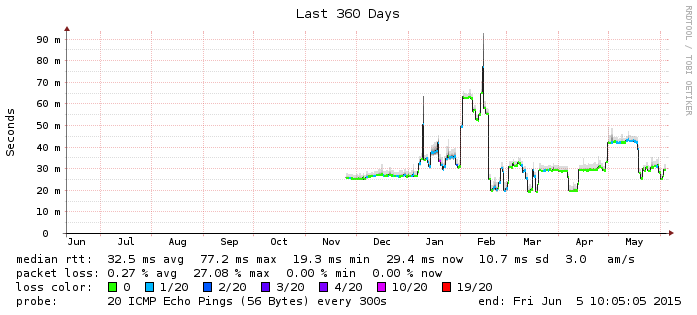 Last 360 Days
RRDTOOL / TOBI OETIKER
Seconds
90 m
80 m
70 m
60 m
50 m
40 m
30 m
20 m
10 m
0
Jun Jul Aug Sep Oct Nov Dec Jan Feb Mar Apr May
median rtt: 32.5 ms avg 77.2 ms max 19.3 ms min 29.4 ms now 10.7 ms sd 3.0 am/s
packet loss: 0.27 % avg 27.08 % max 0.00 % min 0.00 % now
loss color: 0 1/20 2/20 3/20 4/20 10/20 19/20
probe: 20 ICMP Echo Pings (56 Bytes) every 300s end: Fri Jun 5 10:05:05 2015